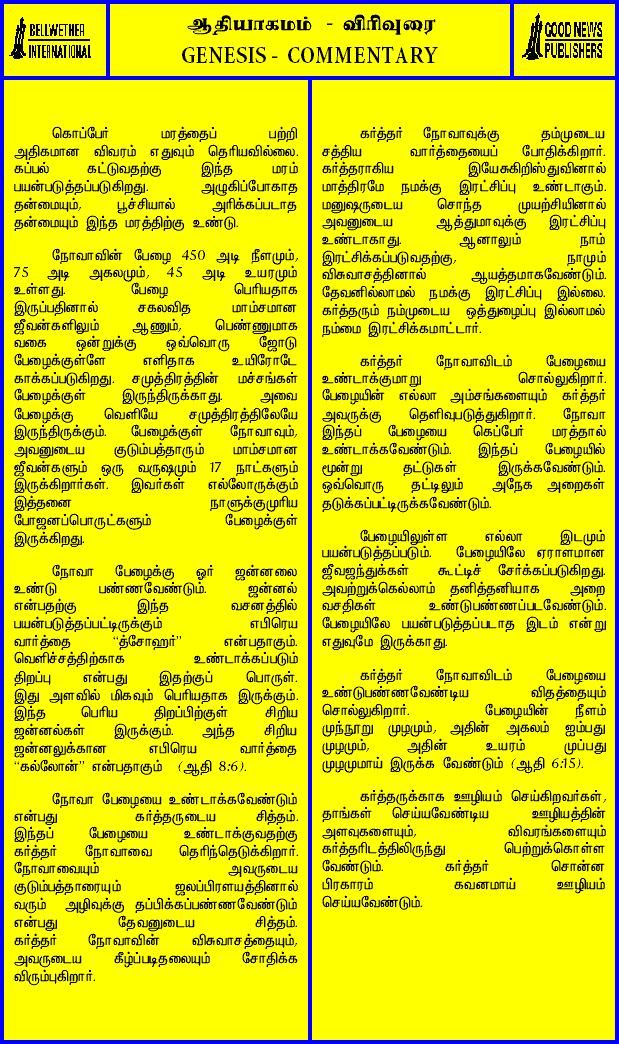 BELLWETHER
INTERNATIONAL
ஆதியாகமம் - விரிவுரை
GENESIS - COMMENTARY
GOOD NEWS
PUBLISHERS
கொப்பேர் மரத்தைப் பற்றி
அதிகமான விவரம் எதுவும் தெரியவில்லை.
கப்பல் கட்டுவதற்கு இந்த மரம்
பயன்படுத்தப்படுகிறது. அழுகிப்போகாத
தன்மையும், பூச்சியால் அரிக்கப்படாத
தன்மையும் இந்த மரத்திற்கு உண்டு.
நோவாவின் பேழை 450 அடி நீளமும்,
75 அடி அகலமும், 45 அடி உயரமும்
உள்ளது. பேழை பெரியதாக
இருப்பதினால் சகலவித மாம்சமான
ஜீவன்களிலும் ஆணும், பெண்ணுமாக
வகை ஒன்றுக்கு ஒவ்வொரு ஜோடு
பேழைக்குள்ளே எளிதாக உயிரோடே
காக்கப்படுகிறது. சமுத்திரத்தின் மச்சங்கள்
பேழைக்குள் இருந்திருக்காது. அவை
பேழைக்கு வெளியே சமுத்திரத்திலேயே
இருந்திருக்கும். பேழைக்குள் நோவாவும்,
அவனுடைய குடும்பத்தாரும் மாம்சமான
ஜீவன்களும் ஒரு வருஷமும் 17 நாட்களும்
இருக்கிறார்கள். இவர்கள் எல்லோருக்கும்
இத்தனை நாளுக்குமுரிய
போஜனப்பொருட்களும் பேழைக்குள்
இருக்கிறது.
நோவா பேழைக்கு ஓர் ஜன்னலை
உண்டு பண்ணவேண்டும். ஜன்னல்
என்பதற்கு இந்த வசனத்தில்
பயன்படுத்தப்பட்டிருக்கும் எபிரெய
வார்த்தை “த்சோஹர்” என்பதாகும்.
வெளிச்சத்திற்காக உண்டாக்கப்படும்
திறப்பு என்பது இதற்குப் பொருள்.
இது அளவில் மிகவும் பெரியதாக இருக்கும்.
இந்த பெரிய திறப்பிற்குள் சிறிய
ஜன்னல்கள் இருக்கும். அந்த சிறிய
ஜன்னலுக்கான எபிரெய வார்த்தை
“கல்லோன்” என்பதாகும் (ஆதி 8:6).
நோவா பேழையை உண்டாக்கவேண்டும்
என்பது கர்த்தருடைய சித்தம்.
இந்தப் பேழையை உண்டாக்குவதற்கு
கர்த்தர் நோவாவை தெரிந்தெடுக்கிறார்.
நோவாவையும் அவருடைய
குடும்பத்தாரையும் ஜலப்பிரளயத்தினால்
வரும் அழிவுக்கு தப்பிக்கப்பண்ணவேண்டும்
என்பது தேவனுடைய சித்தம்.
கர்த்தர் நோவாவின் விசுவாசத்தையும்,
அவருடைய கீழ்ப்படிதலையும் சோதிக்க
விரும்புகிறார்.
கர்த்தர் நோவாவுக்கு தம்முடைய
சத்திய வார்த்தையைப் போதிக்கிறார்.
கர்த்தராகிய இயேசுகிறிஸ்துவினால்
மாத்திரமே நமக்கு இரட்சிப்பு உண்டாகும்.
மனுஷருடைய சொந்த முயற்சியினால்
அவனுடைய ஆத்துமாவுக்கு இரட்சிப்பு
உண்டாகாது. ஆனாலும் நாம்
இரட்சிக்கப்படுவதற்கு, நாமும்
விசுவாசத்தினால் ஆயத்தமாகவேண்டும்.
தேவனில்லாமல் நமக்கு இரட்சிப்பு இல்லை.
கர்த்தரும் நம்முடைய ஒத்துழைப்பு இல்லாமல்
நம்மை இரட்சிக்கமாட்டார்.
கர்த்தர் நோவாவிடம் பேழையை
உண்டாக்குமாறு சொல்லுகிறார்.
பேழையின் எல்லா அம்சங்களையும் கர்த்தர்
அவருக்கு தெளிவுபடுத்துகிறார். நோவா
இந்தப் பேழையை கெப்பேர் மரத்தால்
உண்டாக்கவேண்டும். இந்தப் பேழையில்
மூன்று தட்டுகள் இருக்கவேண்டும்.
ஒவ்வொரு தட்டிலும் அநேக அறைகள்
தடுக்கப்பட்டிருக்கவேண்டும்.
பேழையிலுள்ள எல்லா இடமும்
பயன்படுத்தப்படும். பேழையிலே ஏராளமான
ஜீவஜந்துக்கள் கூட்டிச் சேர்க்கப்படுகிறது.
அவற்றுக்கெல்லாம் தனித்தனியாக அறை
வசதிகள் உண்டுபண்ணப்படவேண்டும்.
பேழையிலே பயன்படுத்தப்படாத இடம் என்று
எதுவுமே இருக்காது.
கர்த்தர் நோவாவிடம் பேழையை
உண்டுபண்ணவேண்டிய விதத்தையும்
சொல்லுகிறார். பேழையின் நீளம்
முந்நூறு முழமும், அதின் அகலம் ஐம்பது
முழமும், அதின் உயரம் முப்பது
முழமுமாய் இருக்க வேண்டும் (ஆதி 6:15).
கர்த்தருக்காக ஊழியம் செய்கிறவர்கள்,
தாங்கள் செய்யவேண்டிய ஊழியத்தின்
அளவுகளையும், விவரங்களையும்
கர்த்தரிடத்திலிருந்து பெற்றுக்கொள்ள
வேண்டும். கர்த்தர் சொன்ன
பிரகாரம் கவனமாய் ஊழியம்
செய்யவேண்டும்.